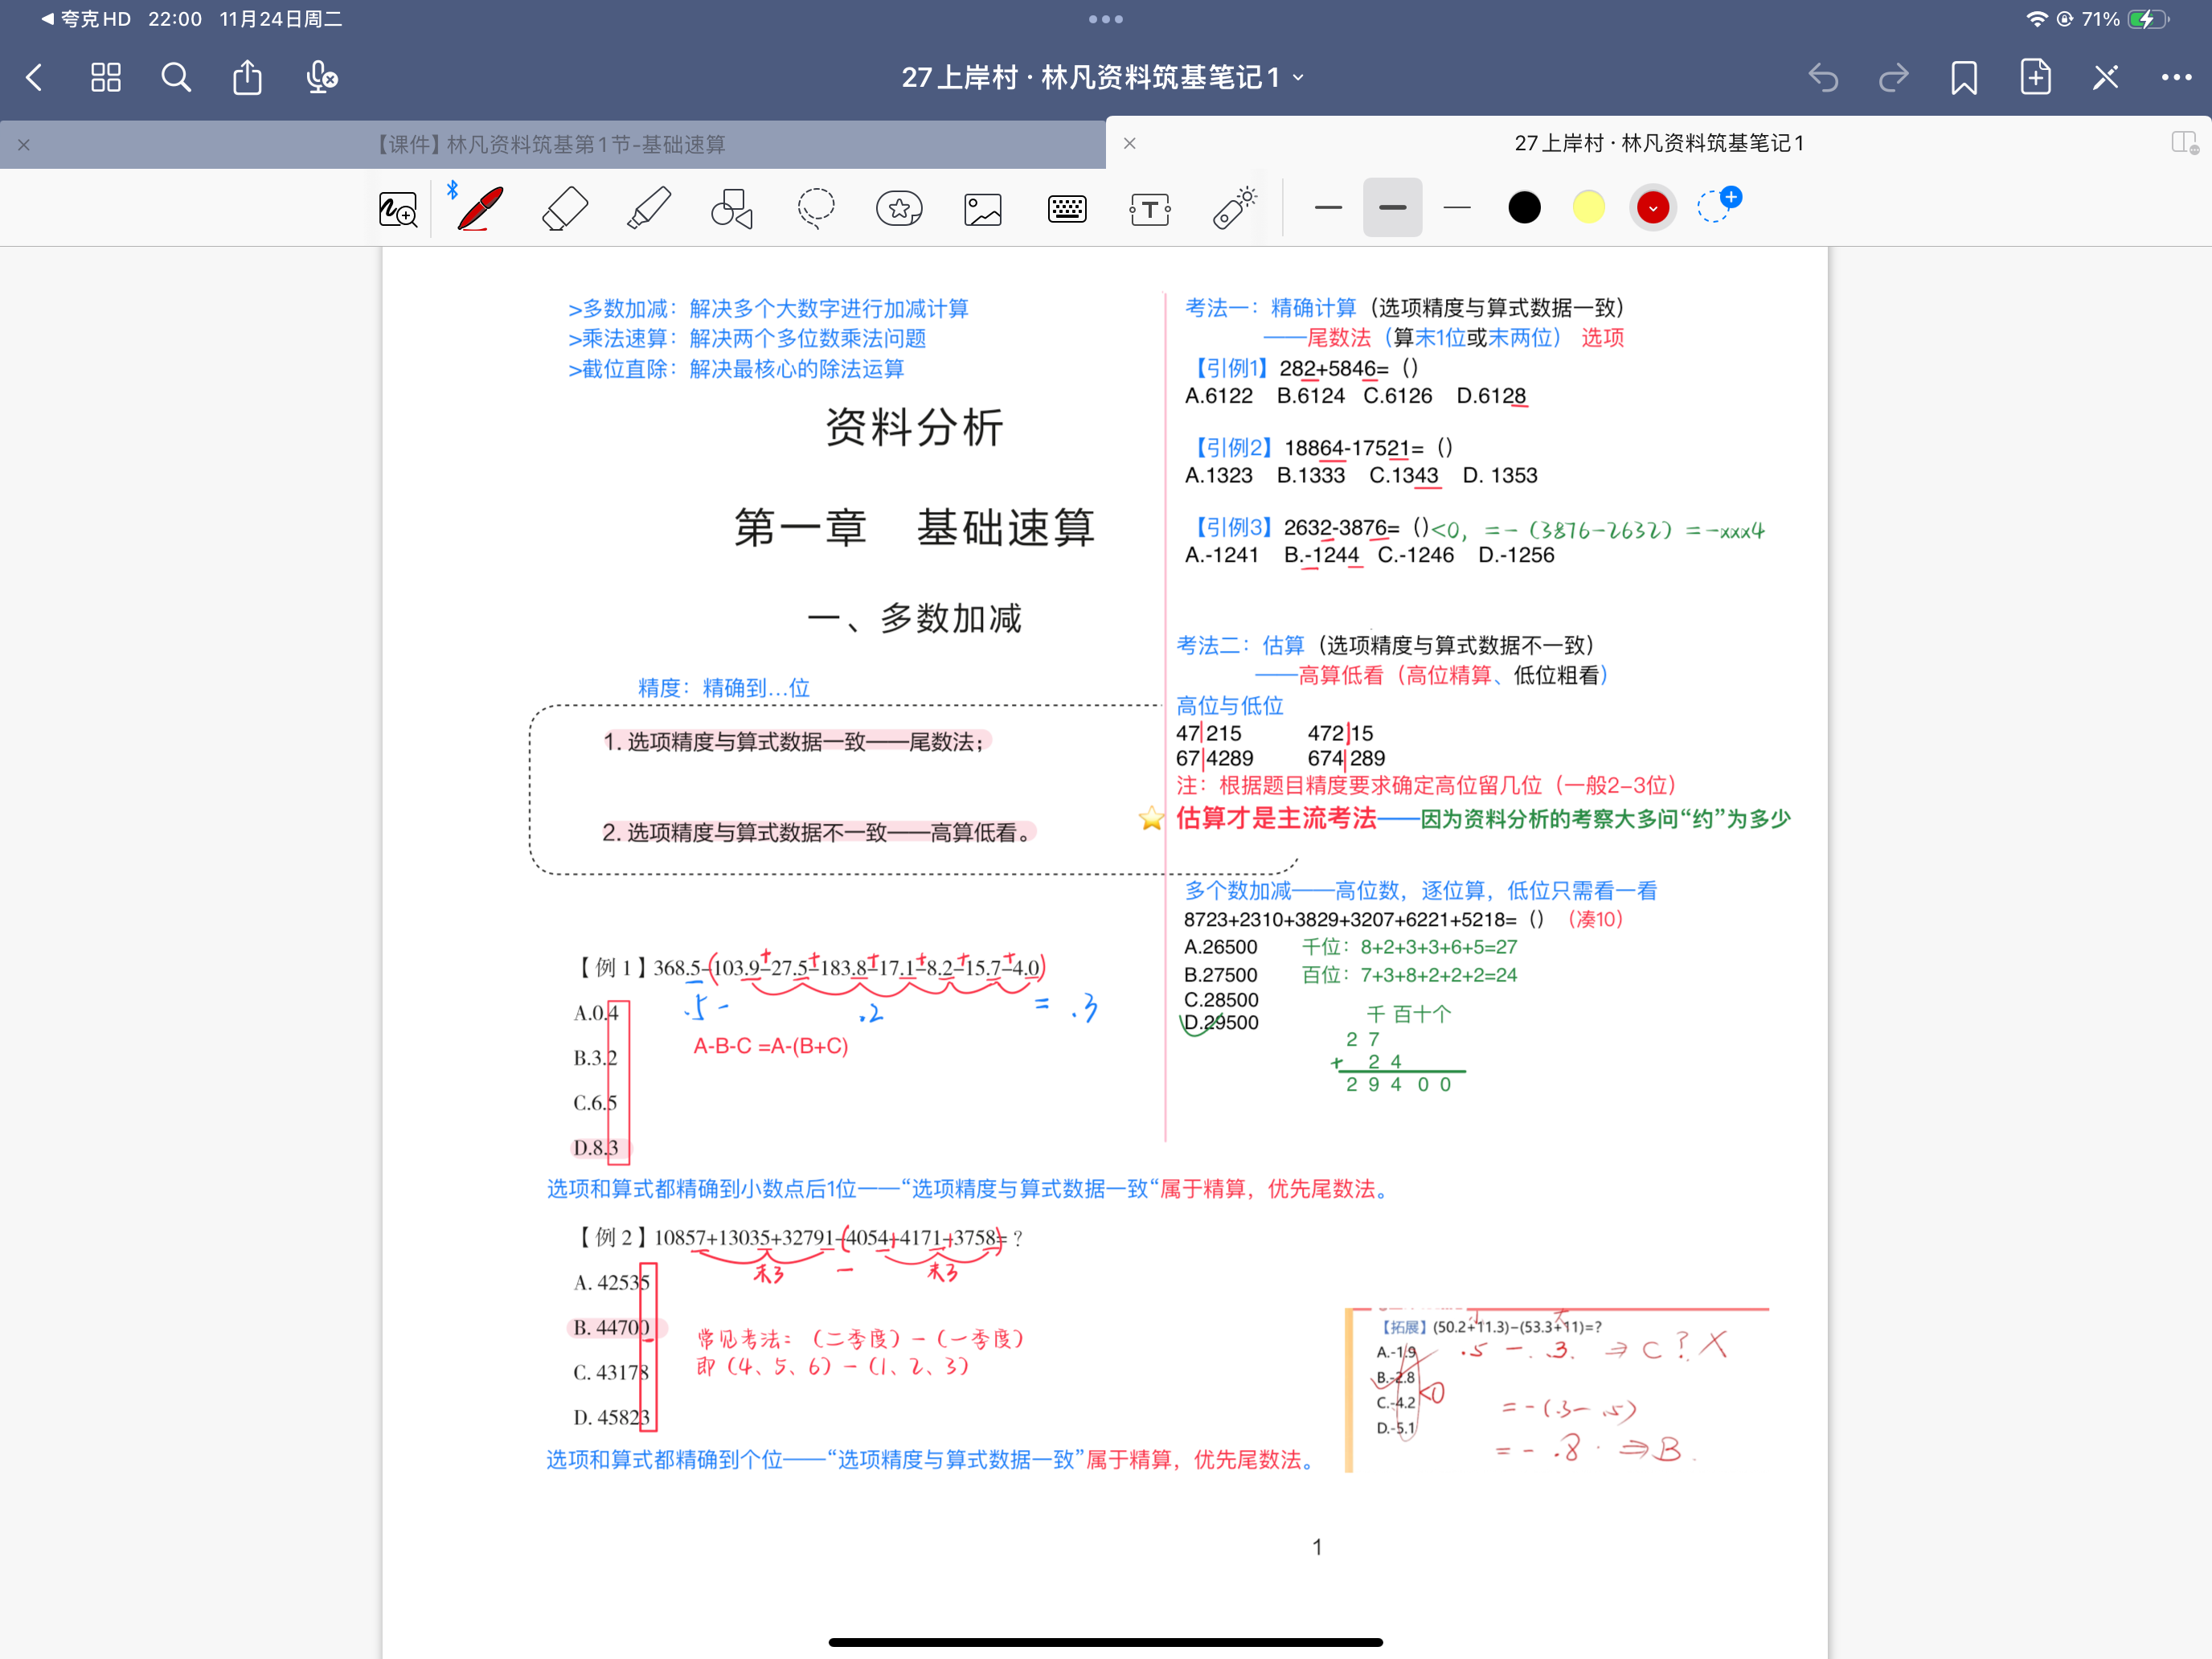 夸克HD 22:00 11月24日周二
71%
27上岸村·林凡资料筑基笔记1
【课件】林凡资料筑基第1节-基础速算
27上岸村·林凡资料筑基笔记1
>多数加减：解决多个大数字进行加减计算
>乘法速算：解决两个多位数乘法问题
>截位直除：解决最核心的除法运算
资料分析
第一章 基础速算
一、多数加减
精度：精确到...位
1. 选项精度与算式数据一致——尾数法；
2. 选项精度与算式数据不一致——高算低看。
【例 1】368.5-(103.9-27.5-183.8-17.1-8.2-15.7-4.0)
+ + + + + +
.5 - .2 = .3
A.0.4
A-B-C =A-(B+C)
B.3.2
C.6.5
D.8.3
选项和算式都精确到小数点后1位——“选项精度与算式数据一致“属于精算，优先尾数法。
【例 2】10857+13035+32791-(4054+4171+3758)=？
末3 - 末3
A. 42535
B. 44700
常见考法：（二季度）-（一季度）
即（4、5、6）-（1、2、3）
C. 43178
D. 45823
选项和算式都精确到个位——“选项精度与算式数据一致”属于精算，优先尾数法。
考法一：精确计算（选项精度与算式数据一致）
——尾数法（算末1位或末两位） 选项
【引例1】282+5846=（）
A.6122 B.6124 C.6126 D.6128
【引例2】18864-17521=（）
A.1323 B.1333 C.1343 D. 1353
【引例3】2632-3876=（）<0， =-（3876-2632）=-xxx4
A.-1241 B.-1244 C.-1246 D.-1256
考法二：估算（选项精度与算式数据不一致）
——高算低看（高位精算、低位粗看）
高位与低位
47|215 472|15
67|4289 674|289
注：根据题目精度要求确定高位留几位（一般2-3位）
估算才是主流考法——因为资料分析的考察大多问“约”为多少
多个数加减——高位数，逐位算，低位只需看一看
8723+2310+3829+3207+6221+5218=（）（凑10）
A.26500 千位：8+2+3+3+6+5=27
B.27500 百位：7+3+8+2+2+2=24
C.28500
D.29500
千 百十个
2 7
+ 2 4
2 9 4 0 0
小 大
【拓展】(50.2+11.3)-(53.3+11)=?
A.-1.9 .5 - .3. ⇒ C ? X
B.-2.8 <0
C.-4.2 =-(.3- .5)
D.-5.1 =- .8 · ⇒B.
1